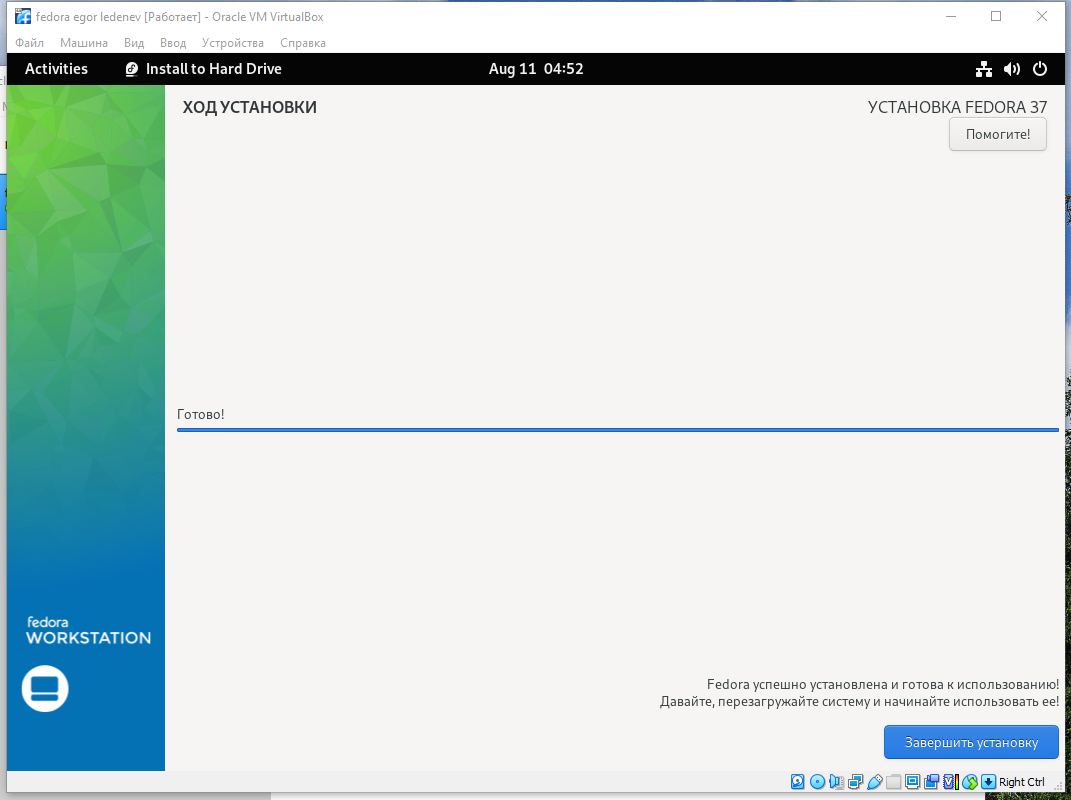 fedora egor ledenev [Работает] - Oracle VM VirtualBox
Файл Машина Вид Ввод Устройства Справка
Activities Install to Hard Drive Aug 11 04:52
ХОД УСТАНОВКИ УСТАНОВКА FEDORA 37
Помогите!
Готово!
fedora
WORKSTATION
Fedora успешно установлена и готова к использованию!
Давайте, перезагружайте систему и начинайте использовать ее!
Завершить установку
Right Ctrl